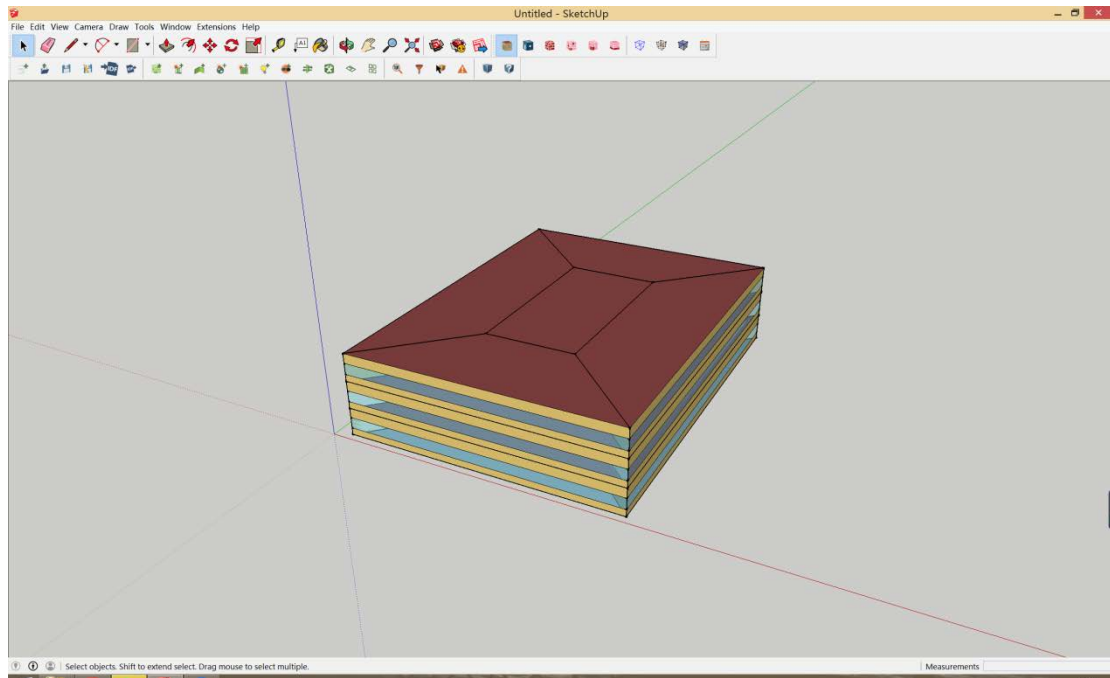 Untitled - SketchUp
File Edit View Camera Draw Tools Window Extensions Help
Select objects. Shift to extend select. Drag mouse to select multiple.
Measurements